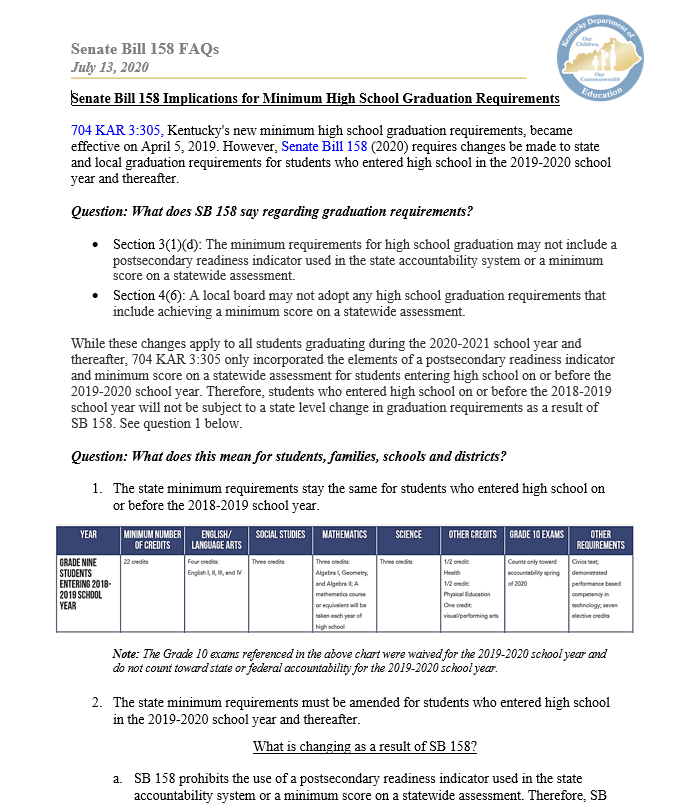 Senate Bill 158 FAQs
July 13, 2020
Kentucky Department of
Our
Children,
Our
Commonwealth
Education
Senate Bill 158 Implications for Minimum High School Graduation Requirements
704 KAR 3:305, Kentucky's new minimum high school graduation requirements, became
effective on April 5, 2019. However, Senate Bill 158 (2020) requires changes be made to state
and local graduation requirements for students who entered high school in the 2019-2020 school
year and thereafter.
Question: What does SB 158 say regarding graduation requirements?
• Section 3(1)(d): The minimum requirements for high school graduation may not include a
postsecondary readiness indicator used in the state accountability system or a minimum
score on a statewide assessment.
• Section 4(6): A local board may not adopt any high school graduation requirements that
include achieving a minimum score on a statewide assessment.
While these changes apply to all students graduating during the 2020-2021 school year and
thereafter, 704 KAR 3:305 only incorporated the elements of a postsecondary readiness indicator
and minimum score on a statewide assessment for students entering high school on or before the
2019-2020 school year. Therefore, students who entered high school on or before the 2018-2019
school year will not be subject to a state level change in graduation requirements as a result of
SB 158. See question 1 below.
Question: What does this mean for students, families, schools and districts?
1. The state minimum requirements stay the same for students who entered high school on
or before the 2018-2019 school year.
YEAR
MINIMUM NUMBER
OF CREDITS
ENGLISH/
LANGUAGE ARTS
SOCIAL STUDIES
MATHEMATICS
SCIENCE
OTHER CREDITS
GRADE 10 EXAMS
OTHER
REQUIREMENTS
GRADE NINE
STUDENTS
ENTERING 2018-
2019 SCHOOL
YEAR
22 credits
Four credits:
English I, II, III, and IV
Three credits
Three credits:
Algebra I, Geometry,
and Algebra II; A
mathematics course
or equivalent will be
taken each year of
high school
Three credits
1/2 credit:
Health
1/2 credit:
Physical Education
One credit:
visual/performing arts
Counts only toward
accountability spring
of 2020
Civics test;
demonstrated
performance based
competency in
technology; seven
elective credits
Note: The Grade 10 exams referenced in the above chart were waived for the 2019-2020 school year and
do not count toward state or federal accountability for the 2019-2020 school year.
2. The state minimum requirements must be amended for students who entered high school
in the 2019-2020 school year and thereafter.
What is changing as a result of SB 158?
a. SB 158 prohibits the use of a postsecondary readiness indicator used in the state
accountability system or a minimum score on a statewide assessment. Therefore, SB